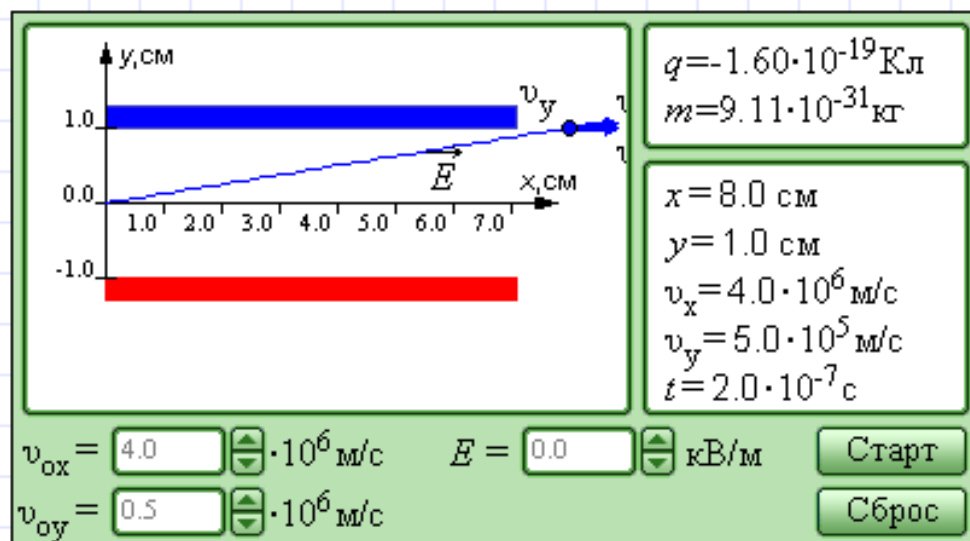 y,см
1.0
0.0
-1.0
υy
υ
υ
E
x,см
1.0 2.0 3.0 4.0 5.0 6.0 7.0
q=-1.60·10⁻¹⁹Кл
m=9.11·10⁻³¹кг
x=8.0 см
y=1.0 см
υx=4.0·10⁶м/с
υy=5.0·10⁵м/с
t=2.0·10⁻⁷с
υox= 4.0 ·10⁶м/с E= 0.0 кВ/м Старт
υoy= 0.5 ·10⁶м/с Сброс